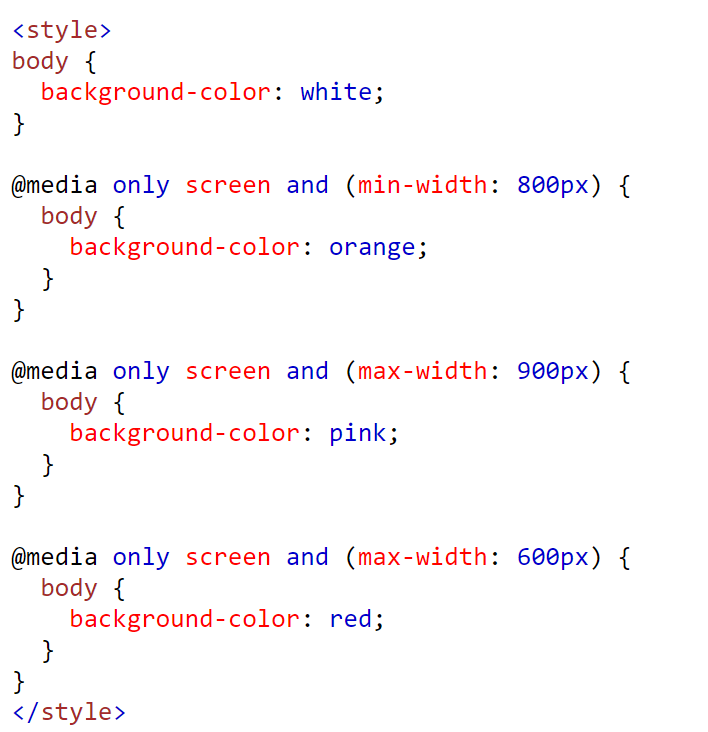 <style>
body {
  background-color: white;
}

@media only screen and (min-width: 800px) {
  body {
    background-color: orange;
  }
}

@media only screen and (max-width: 900px) {
  body {
    background-color: pink;
  }
}

@media only screen and (max-width: 600px) {
  body {
    background-color: red;
  }
}
</style>